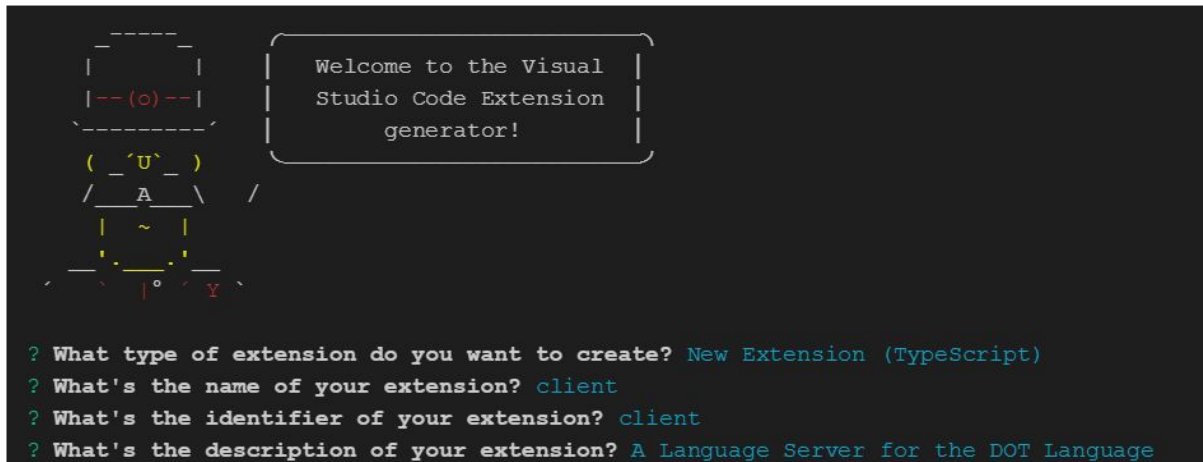 Welcome to the Visual
Studio Code Extension
generator!
? What type of extension do you want to create? New Extension (TypeScript)
? What's the name of your extension? client
? What's the identifier of your extension? client
? What's the description of your extension? A Language Server for the DOT Language